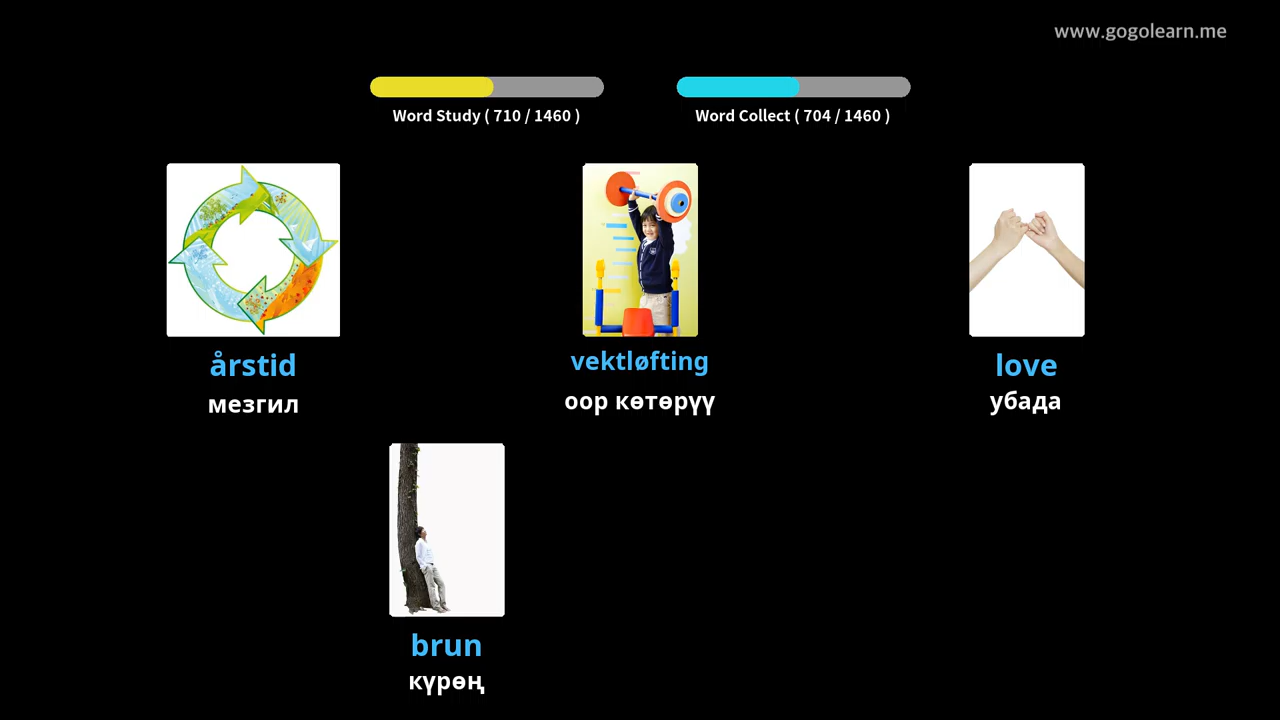 www.gogolearn.me
Word Study ( 710 / 1460 )
Word Collect ( 704 / 1460 )
årstid
vektløfting
love
мезгил
оор көтөрүү
убада
brun
күрөң